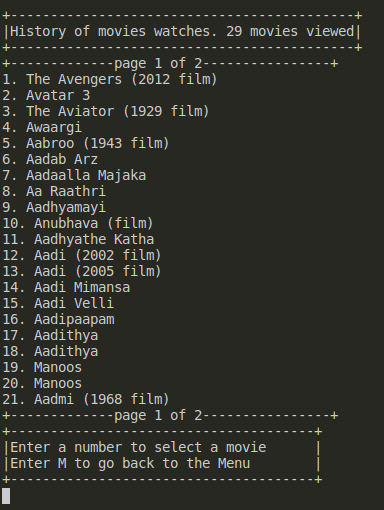 +-------------------------------------------+
|History of movies watches. 29 movies viewed|
+-------------------------------------------+
+-------------page 1 of 2----------------+
1. The Avengers (2012 film)
2. Avatar 3
3. The Aviator (1929 film)
4. Awaargi
5. Aabroo (1943 film)
6. Aadab Arz
7. Aadaalla Majaka
8. Aa Raathri
9. Aadhyamayi
10. Anubhava (film)
11. Aadhyathe Katha
12. Aadi (2002 film)
13. Aadi (2005 film)
14. Aadi Mimansa
15. Aadi Velli
16. Aadipaapam
17. Aadithya
18. Aadithya
19. Manoos
20. Manoos
21. Aadmi (1968 film)
+-------------page 1 of 2----------------+
+--------------------------------------+
|Enter a number to select a movie      |
|Enter M to go back to the Menu        |
+--------------------------------------+